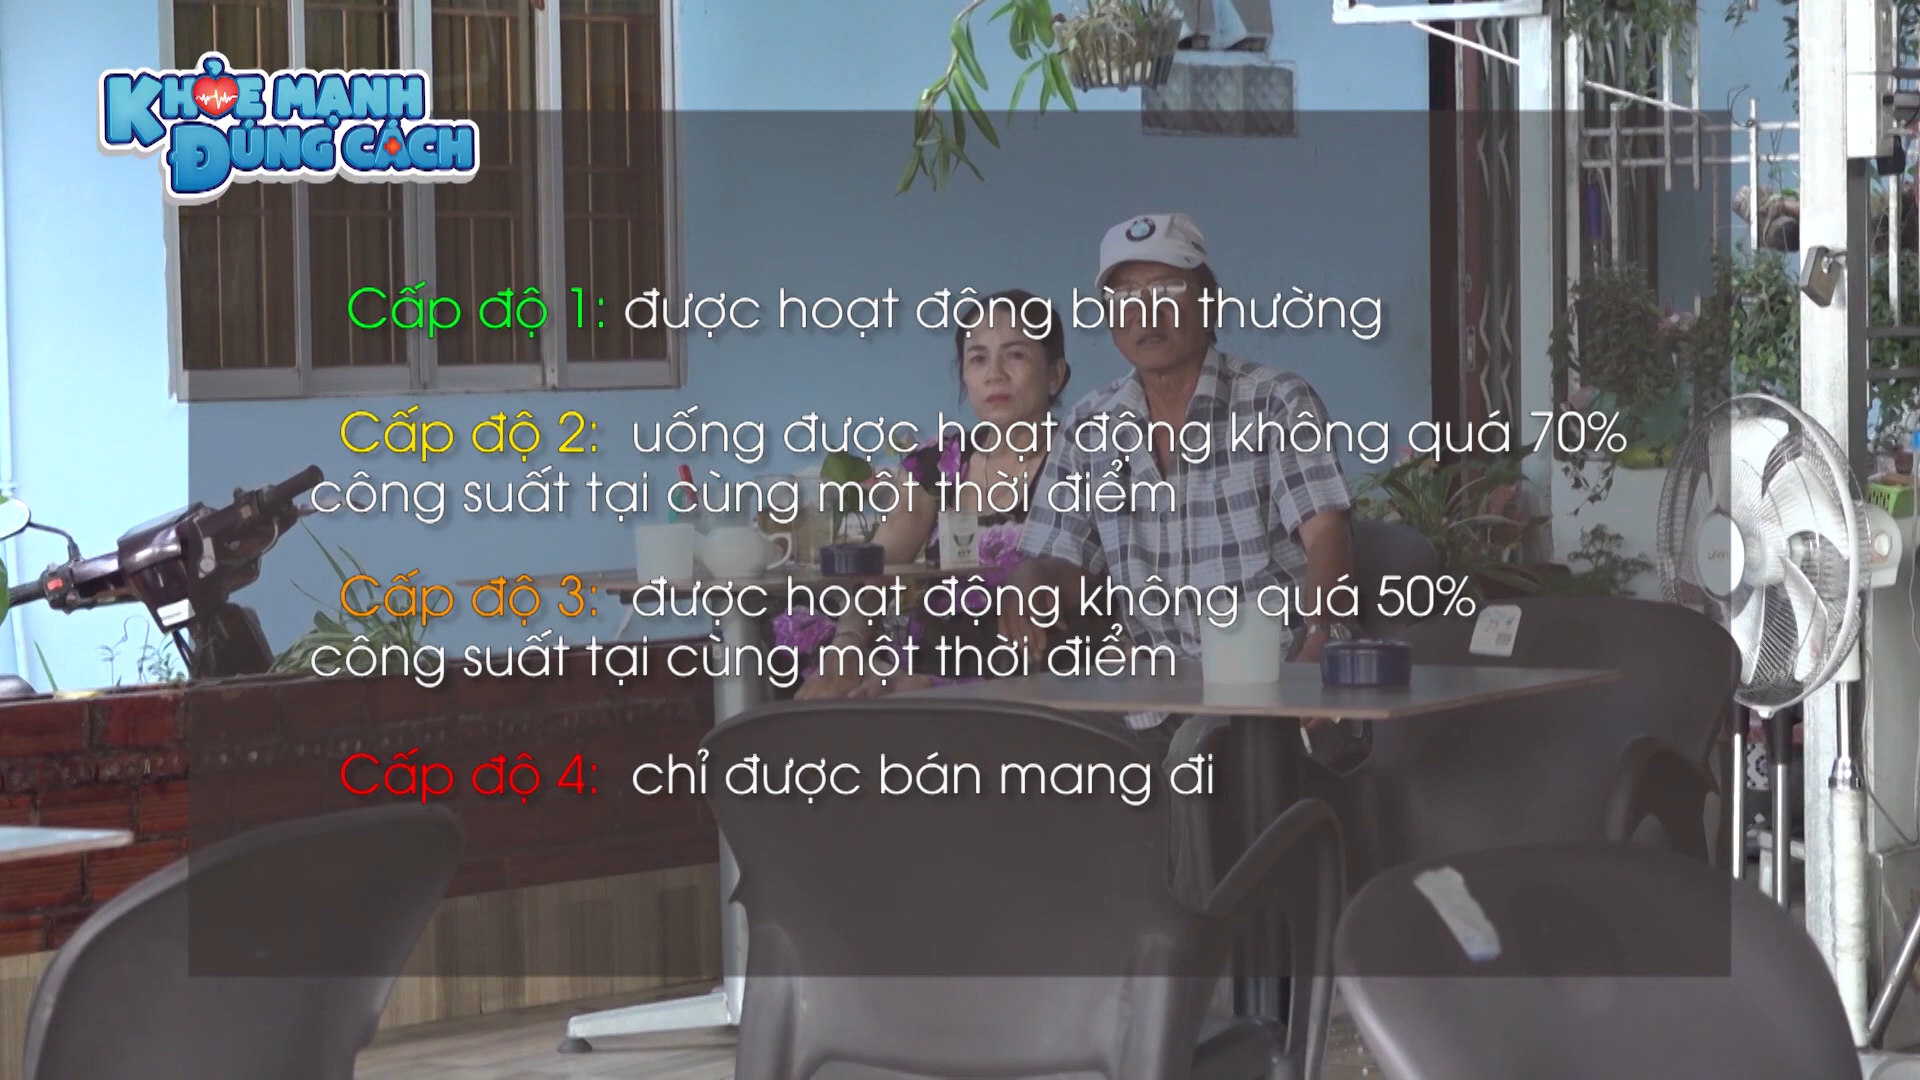 KHỎE MẠNH
ĐÚNG CÁCH
Cấp độ 1: được hoạt động bình thường
Cấp độ 2: uống được hoạt động không quá 70%
công suất tại cùng một thời điểm
Cấp độ 3: được hoạt động không quá 50%
công suất tại cùng một thời điểm
Cấp độ 4: chỉ được bán mang đi